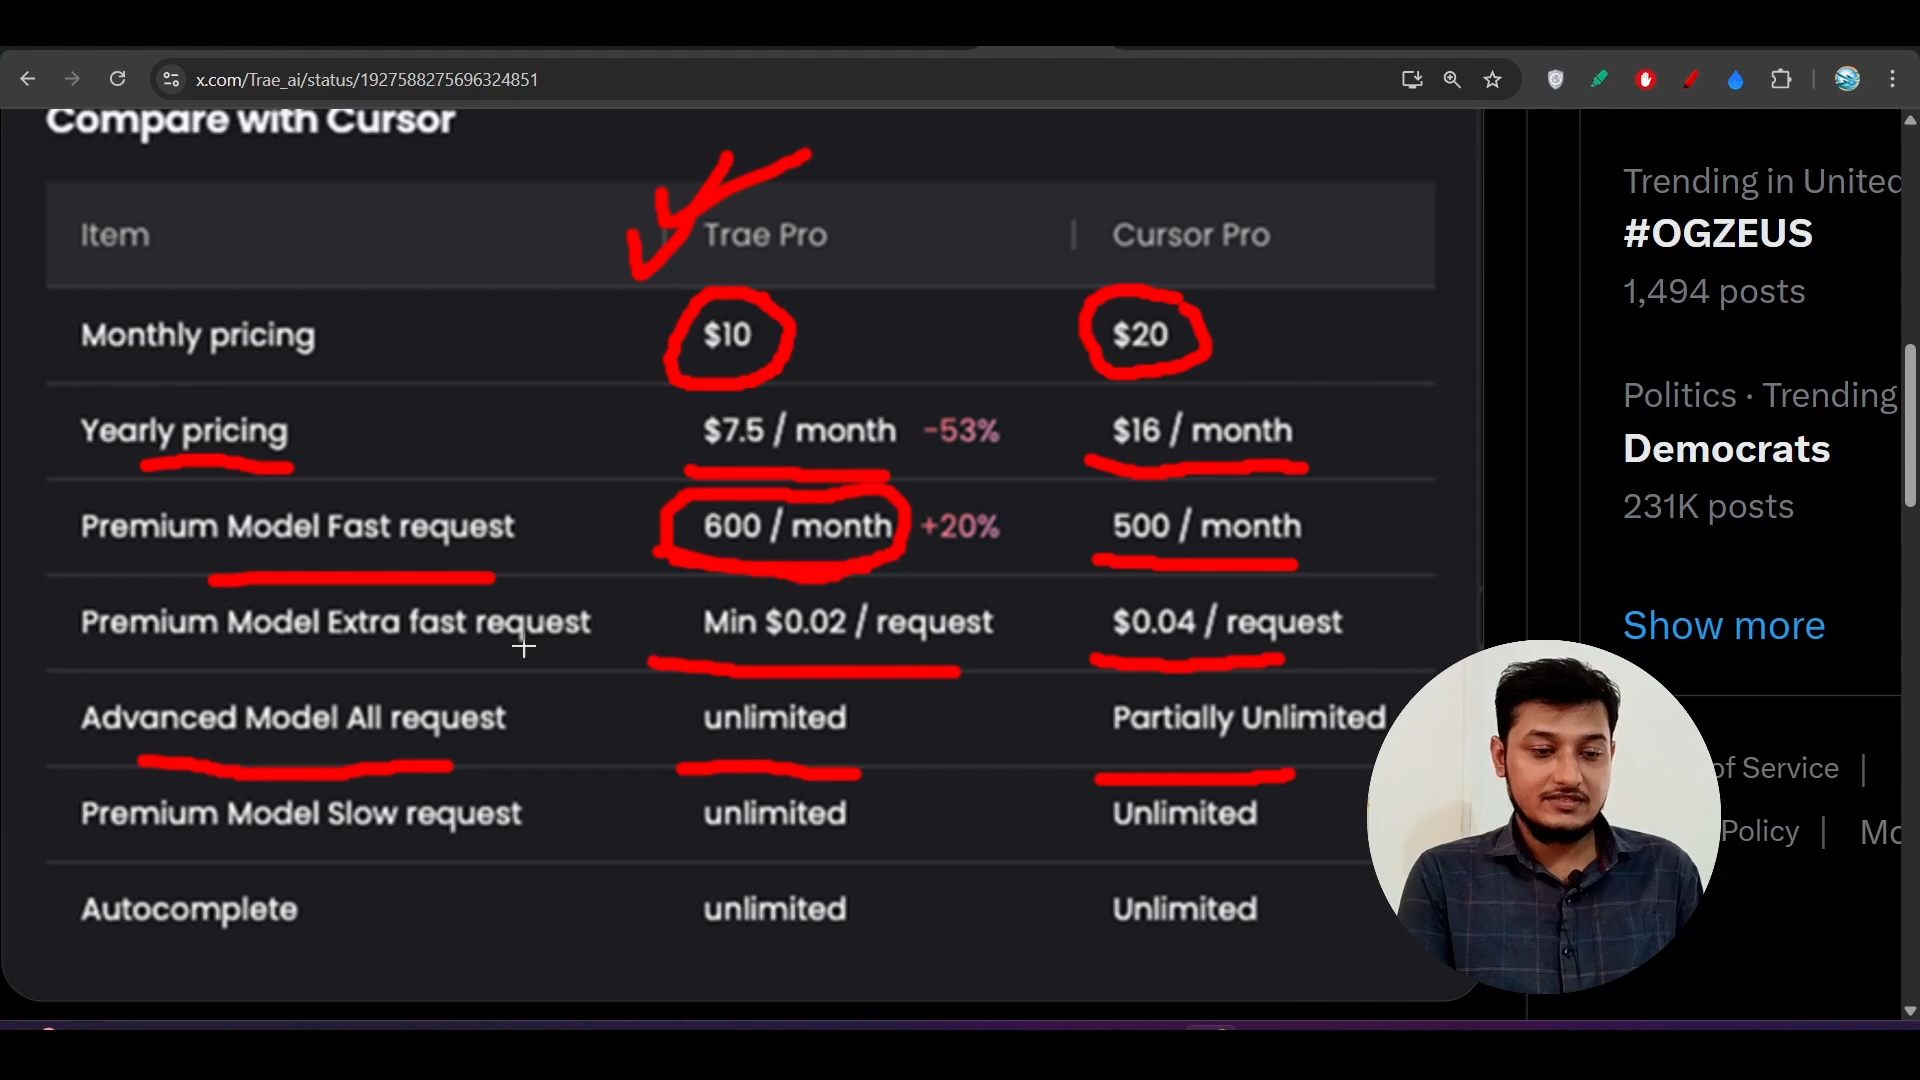 x.com/Trae_ai/status/1927588275696324851
Compare with Cursor
Item Trae Pro Cursor Pro
Monthly pricing $10 $20
Yearly pricing $7.5 / month -53% $16 / month
Premium Model Fast request 600 / month +20% 500 / month
Premium Model Extra fast request Min $0.02 / request $0.04 / request
Advanced Model All request unlimited Partially Unlimited
Premium Model Slow request unlimited Unlimited
Autocomplete unlimited Unlimited
Trending in United
#OGZEUS
1,494 posts
Politics · Trending
Democrats
231K posts
Show more
of Service |
Policy | Mo